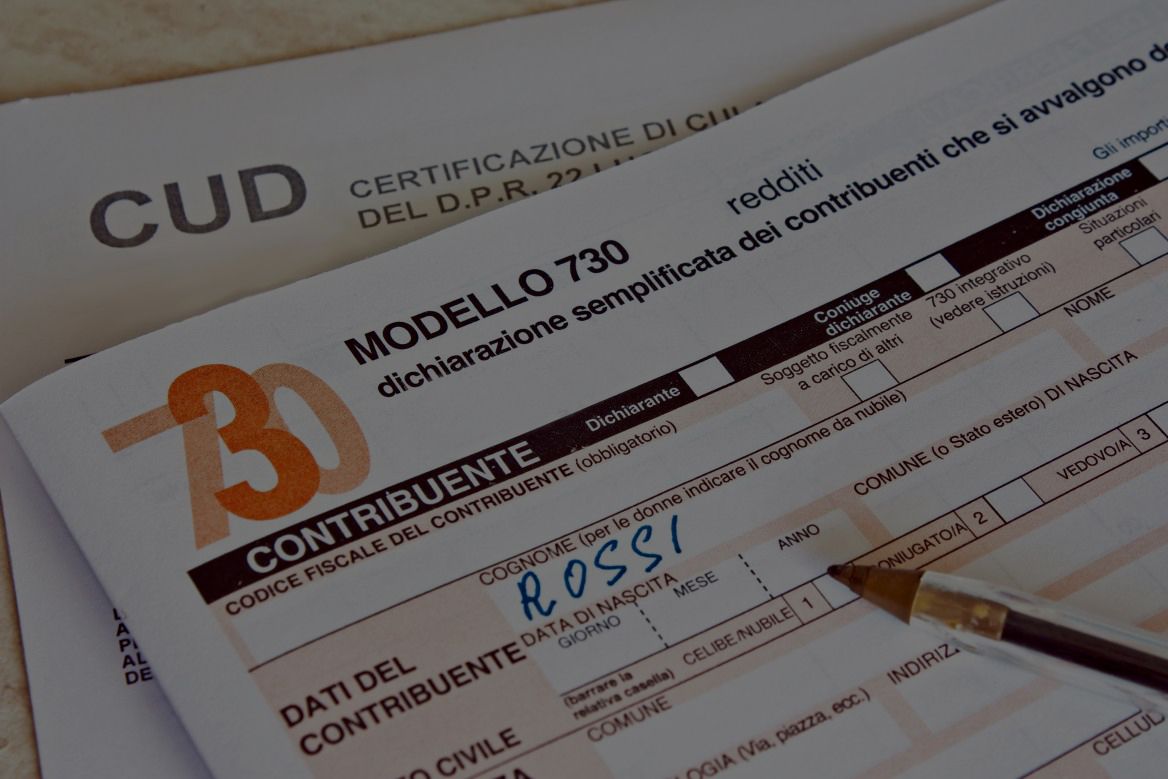 CUD
CERTIFICAZIONE DI
DEL D.P.R. 22
redditi
MODELLO 730
dichiarazione semplificata dei contribuenti che si avvalgono
Gli import
730
CONTRIBUENTE
Dichiarante
Coniuge dichiarante
Dichiarazione congiunta
CODICE FISCALE DEL CONTRIBUENTE (obbligatorio)
Soggetto fiscalmente a carico di altri
730 integrativo (vedere istruzioni)
Situazioni particolari
COGNOME (per le donne indicare il cognome da nubile)
NOME
ROSSI
DATI DEL CONTRIBUENTE
DATA DI NASCITA
GIORNO
MESE
ANNO
COMUNE (o Stato estero) DI NASCITA
(barrare la relativa casella)
CELIBE/NUBILE 1
CONIUGATO/A 2
VEDOVO/A 3
CIVILE
COMUNE
(Via, piazza, ecc.)
INDIRIZ
CELLUL